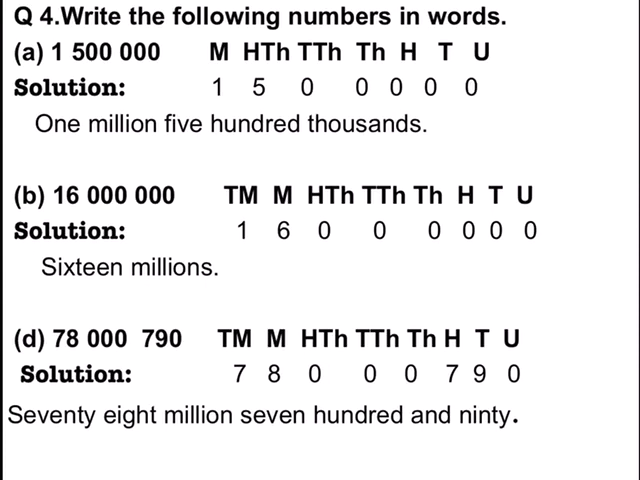 Q 4.Write the following numbers in words.
(a) 1 500 000 M HTh TTh Th H T U
Solution: 1 5 0 0 0 0 0
One million five hundred thousands.
(b) 16 000 000 TM M HTh TTh Th H T U
Solution: 1 6 0 0 0 0 0 0
Sixteen millions.
(d) 78 000 790 TM M HTh TTh Th H T U
Solution: 7 8 0 0 0 7 9 0
Seventy eight million seven hundred and ninty.